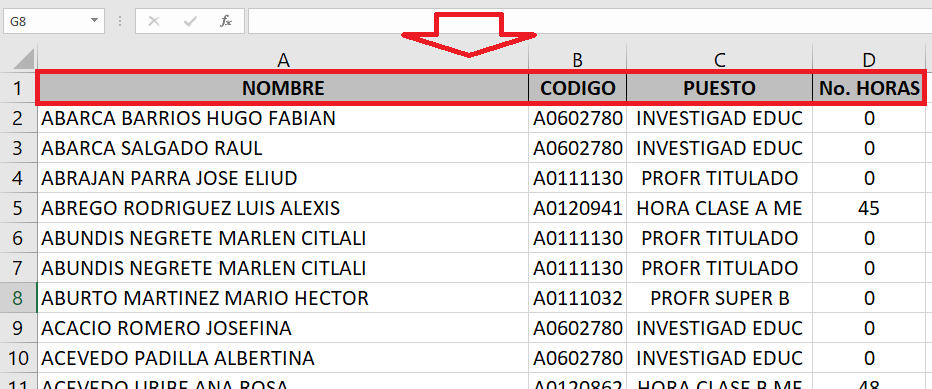 G8 fx
A B C D
1 NOMBRE CODIGO PUESTO No. HORAS
2 ABARCA BARRIOS HUGO FABIAN A0602780 INVESTIGAD EDUC 0
3 ABARCA SALGADO RAUL A0602780 INVESTIGAD EDUC 0
4 ABRAJAN PARRA JOSE ELIUD A0111130 PROFR TITULADO 0
5 ABREGO RODRIGUEZ LUIS ALEXIS A0120941 HORA CLASE A ME 45
6 ABUNDIS NEGRETE MARLEN CITLALI A0111130 PROFR TITULADO 0
7 ABUNDIS NEGRETE MARLEN CITLALI A0111130 PROFR TITULADO 0
8 ABURTO MARTINEZ MARIO HECTOR A0111032 PROFR SUPER B 0
9 ACACIO ROMERO JOSEFINA A0602780 INVESTIGAD EDUC 0
10 ACEVEDO PADILLA ALBERTINA A0602780 INVESTIGAD EDUC 0
11 ACEVEDO URIBE ANA ROSA A0120862 HORA CLASE B ME 48